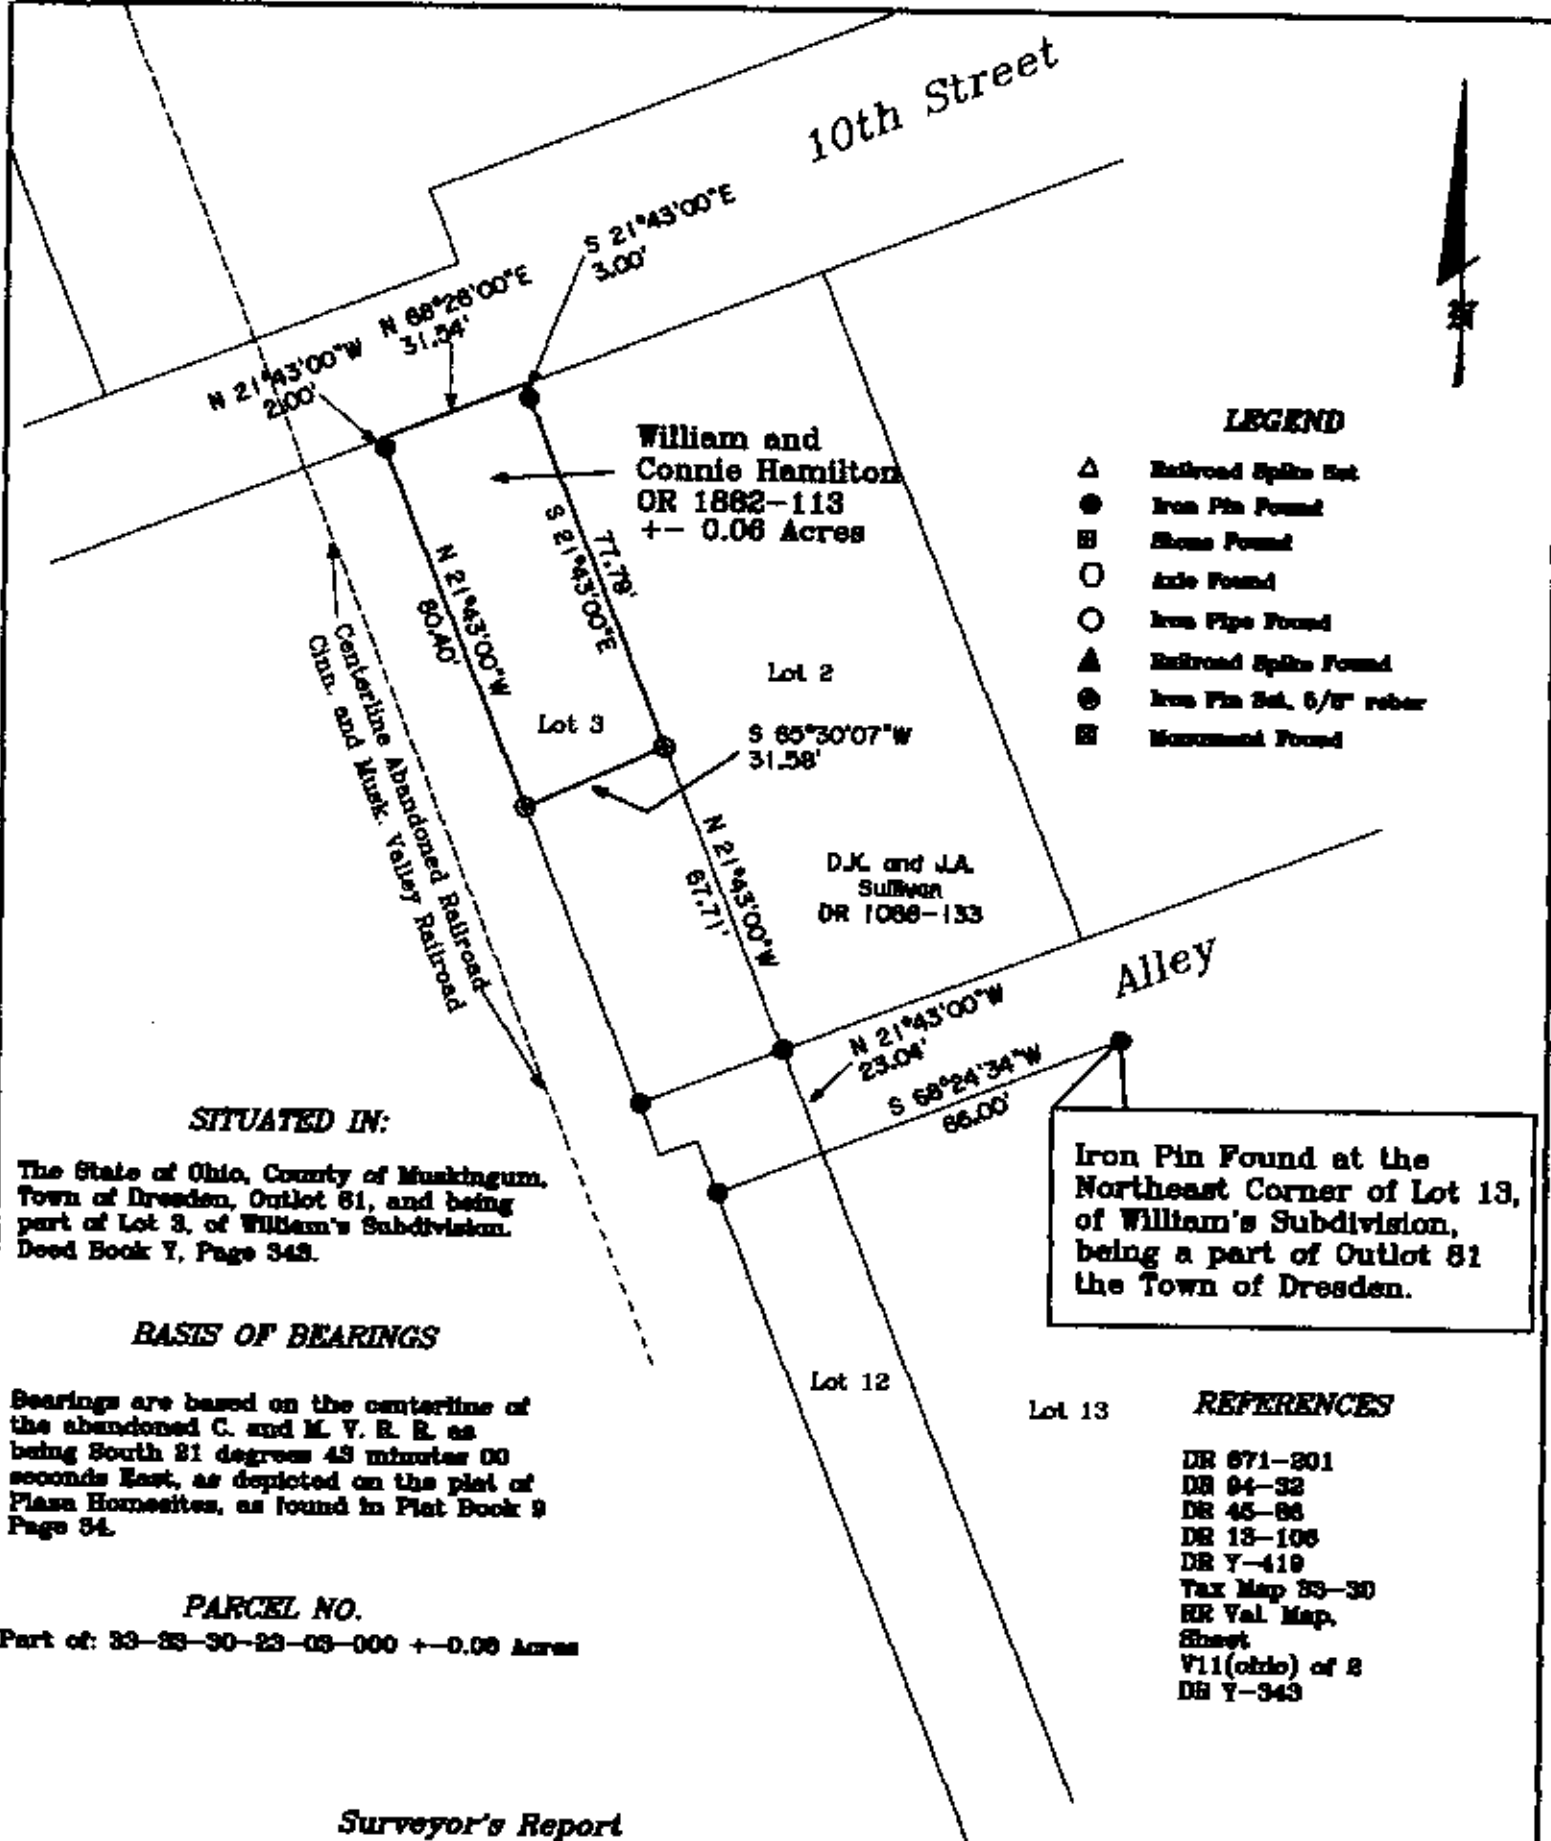 10th Street
S 21°43'00"E
3.00'
N 68°26'00"E
31.54'
N 21°43'00"W
2.00'
William and
Connie Hamilton
OR 1882-113
+- 0.06 Acres
LEGEND
Railroad Spike Set
Iron Pin Found
Stone Found
Axle Found
Iron Pipe Found
Railroad Spike Found
Iron Pin Set, 5/8" rebar
Monument Found
N 21°43'00"W
80.40'
77.78'
S 21°43'00"E
Lot 2
Lot 3
S 65°30'07"W
31.58'
Centerline Abandoned Railroad
Cinn. and Musk. Valley Railroad
N 21°43'00"W
67.71'
D.K. and J.A.
Sullivan
DR 1088-133
Alley
N 21°43'00"W
23.04'
S 68°24'34"W
66.00'
Iron Pin Found at the
Northeast Corner of Lot 13,
of William's Subdivision,
being a part of Outlot 81
the Town of Dresden.
SITUATED IN:
The State of Ohio, County of Muskingum,
Town of Dresden, Outlot 81, and being
part of Lot 3, of William's Subdivision.
Deed Book Y, Page 343.
BASIS OF BEARINGS
Bearings are based on the centerline of
the abandoned C. and M. V. R. R. as
being South 21 degrees 43 minutes 00
seconds East, as depicted on the plat of
Plaza Homesites, as found in Plat Book 9
Page 34.
PARCEL NO.
Part of: 33-33-30-23-03-000 +-0.06 Acres
Lot 12
Lot 13
REFERENCES
DR 671-201
DR 94-32
DR 45-86
DR 13-106
DR Y-419
Tax Map 33-30
RR Val. Map,
Sheet
V11(ohio) of 2
DR Y-343
Surveyor's Report